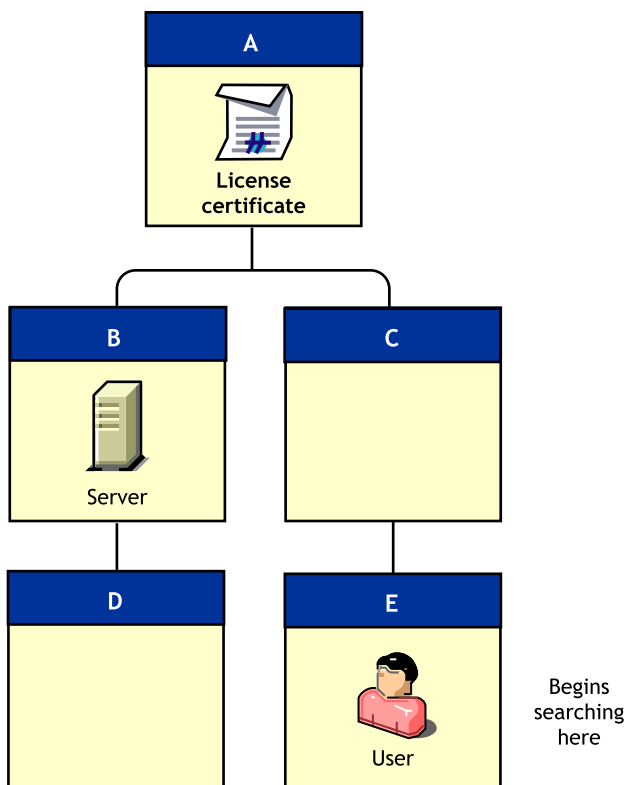 A
License
certificate
B
C
Server
D
E
Begins
searching
here
User